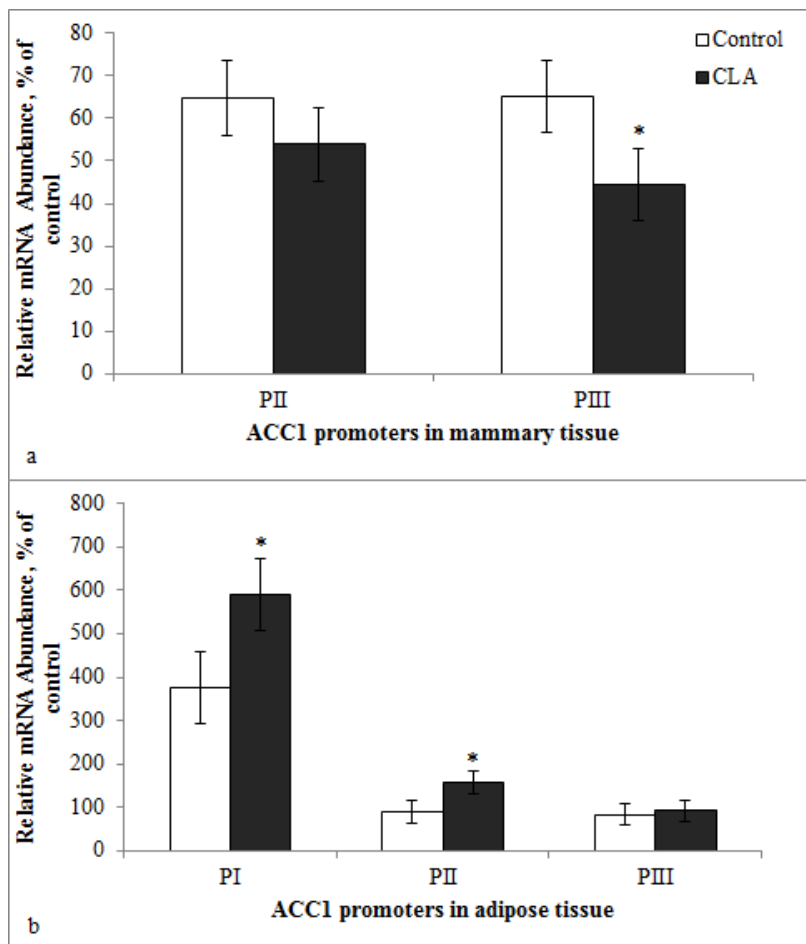 Relative mRNA Abundance, % of
control
80
70
60
50
40
30
20
10
0
Control
CLA
*
PII
PIII
ACC1 promoters in mammary tissue
a
Relative mRNA Abundance, % of
control
800
700
600
500
400
300
200
100
0
*
*
PI
PII
PIII
ACC1 promoters in adipose tissue
b